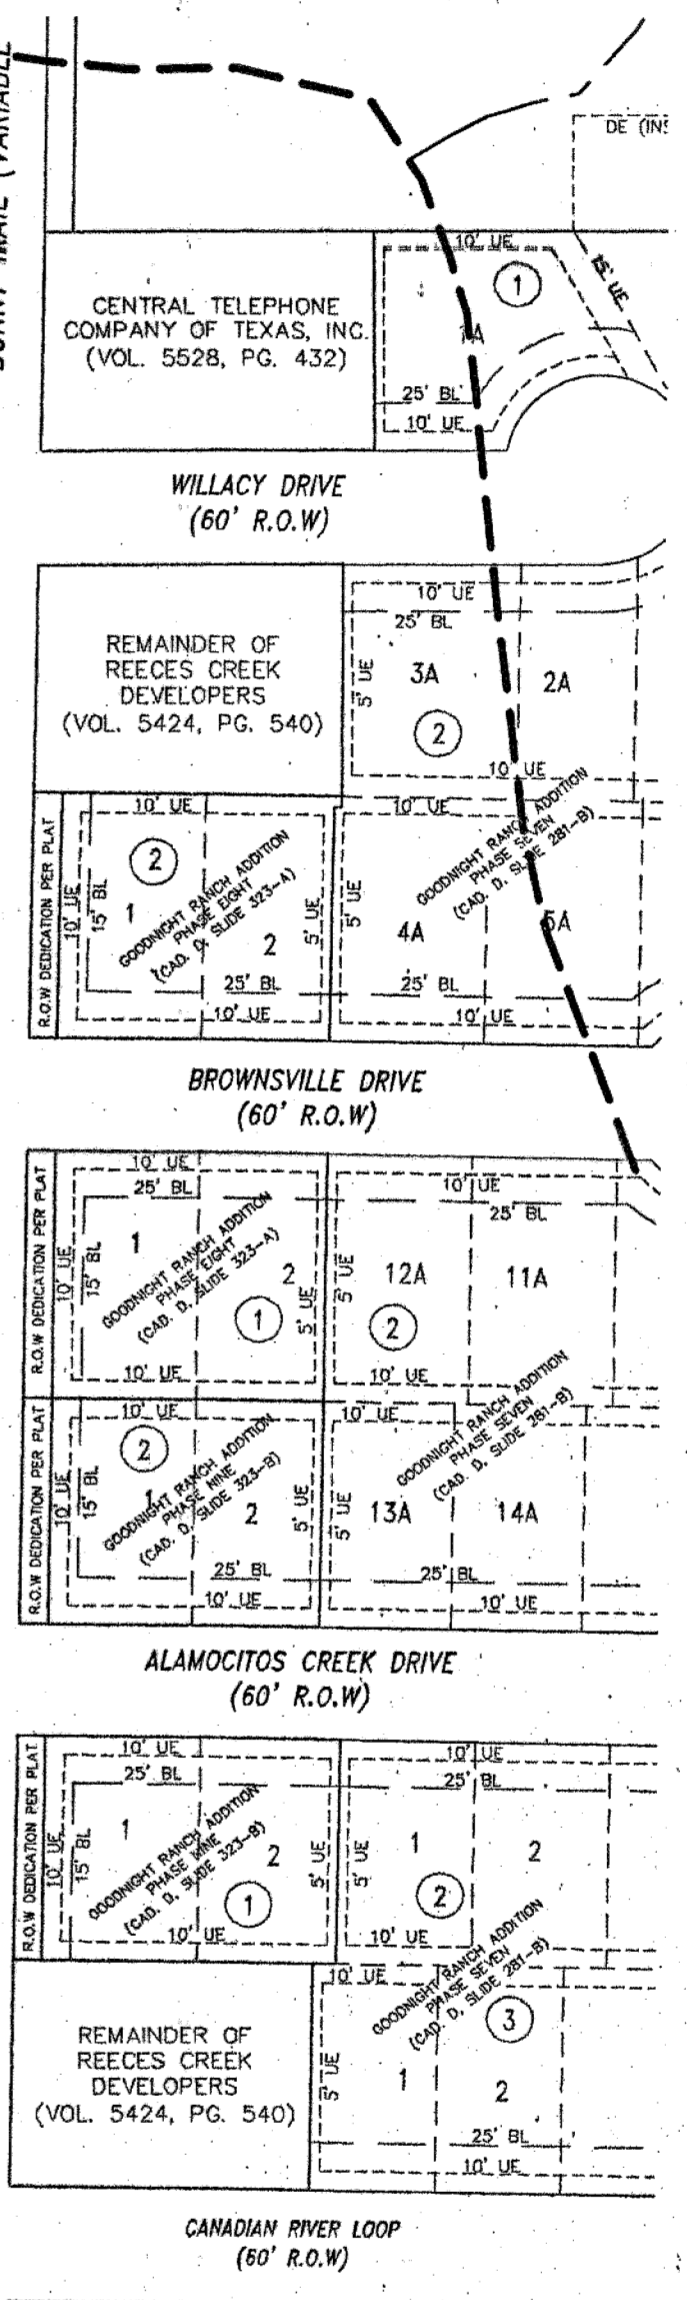 DE (INS
10' UE
15' UE
1
1A
CENTRAL TELEPHONE
COMPANY OF TEXAS, INC.
(VOL. 5528, PG. 432)
25' BL
10' UE
WILLACY DRIVE
(60' R.O.W)
10' UE
25' BL
REMAINDER OF
REECES CREEK
DEVELOPERS
(VOL. 5424, PG. 540)
5' UE
3A
2A
2
10' UE
R.O.W DEDICATION PER PLAT
10' UE
10' UE
2
10' UE
15' BL
1
GOODNIGHT RANCH ADDITION
PHASE EIGHT
(CAD. D, SLIDE 323-A)
2
5' UE
5' UE
GOODNIGHT RANCH ADDITION
PHASE SEVEN
(CAD. D, SLIDE 281-B)
4A
5A
25' BL
25' BL
10' UE
10' UE
BROWNSVILLE DRIVE
(60' R.O.W)
R.O.W DEDICATION PER PLAT
10' UE
25' BL
10' UE
25' BL
10' UE
15' BL
1
GOODNIGHT RANCH ADDITION
PHASE EIGHT
(CAD. D, SLIDE 323-A)
2
1
5' UE
5' UE
12A
11A
2
10' UE
10' UE
R.O.W DEDICATION PER PLAT
10' UE
10' UE
2
10' UE
15' BL
1
GOODNIGHT RANCH ADDITION
PHASE NINE
(CAD. D, SLIDE 323-B)
2
5' UE
5' UE
GOODNIGHT RANCH ADDITION
PHASE SEVEN
(CAD. D, SLIDE 281-B)
13A
14A
25' BL
25' BL
10' UE
10' UE
ALAMOCITOS CREEK DRIVE
(60' R.O.W)
R.O.W DEDICATION PER PLAT
10' UE
25' BL
10' UE
25' BL
10' UE
15' BL
1
GOODNIGHT RANCH ADDITION
PHASE NINE
(CAD. D, SLIDE 323-B)
2
1
5' UE
5' UE
1
2
2
10' UE
10' UE
10' UE
GOODNIGHT RANCH ADDITION
PHASE SEVEN
(CAD. D, SLIDE 281-B)
3
REMAINDER OF
REECES CREEK
DEVELOPERS
(VOL. 5424, PG. 540)
5' UE
1
2
25' BL
10' UE
CANADIAN RIVER LOOP
(60' R.O.W)